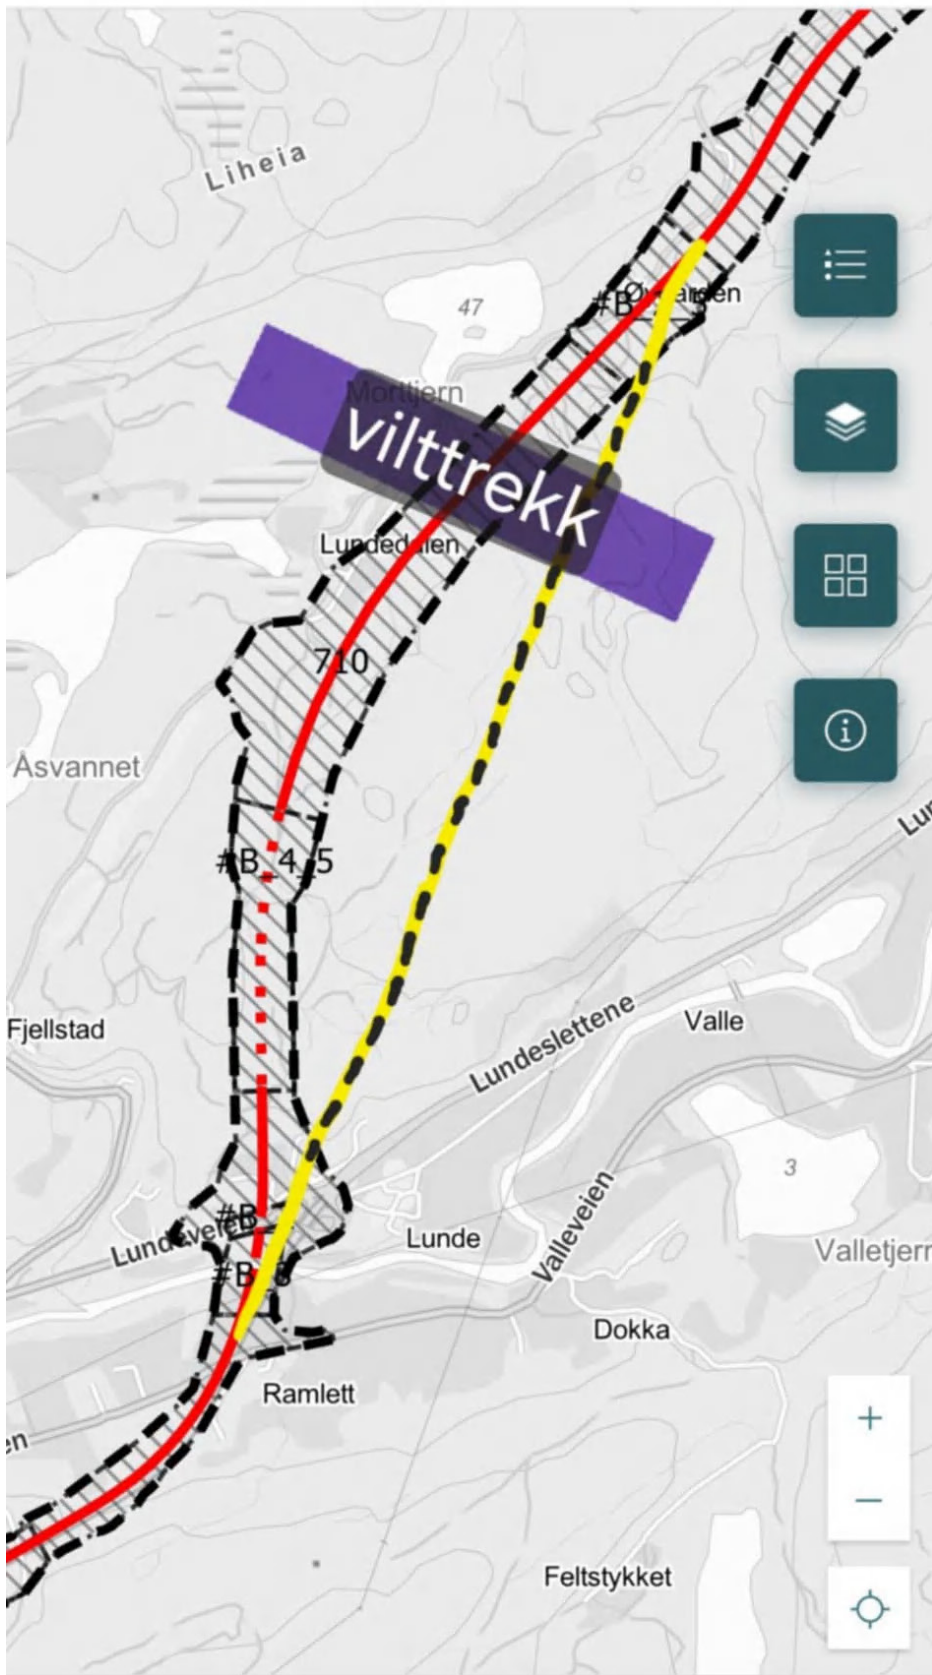 Liheia
47
Morttjern
vilttrekk
Lundedalen
710
Åsvannet
#B_4_5
Fjellstad
Lundeslettene
Valle
3
#B
Lundeveien
Lunde
Valleveien
Valletjern
Dokka
Ramlett
Feltstykket